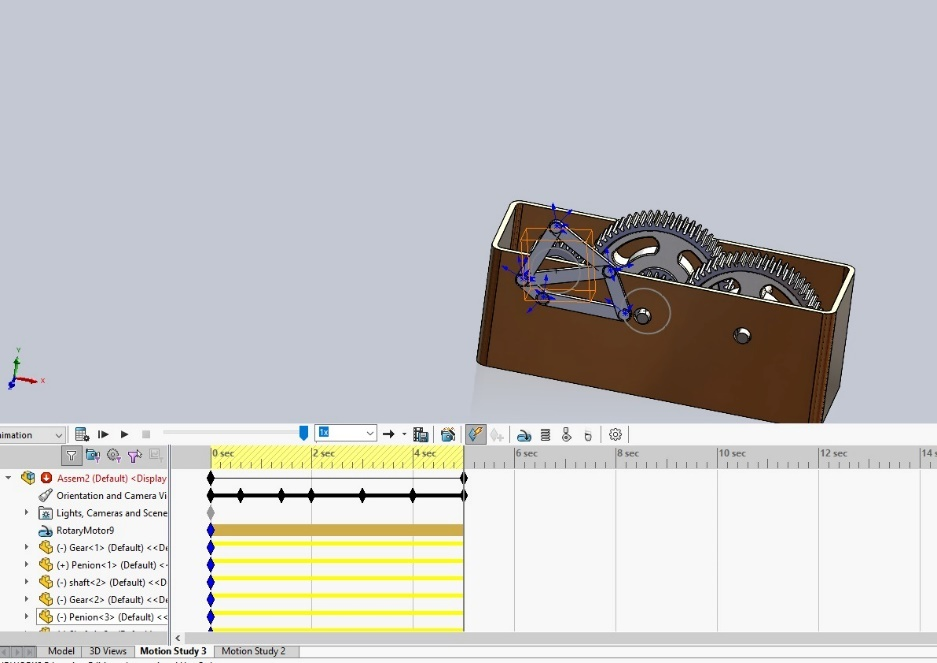 Y
X
Z
imation
1x
0 sec
2 sec
4 sec
6 sec
8 sec
10 sec
12 sec
14 s
Assem2 (Default) <Display
Orientation and Camera Vi
Lights, Cameras and Scene
RotaryMotor9
(-) Gear<1> (Default) <<De
(+) Penion<1> (Default) <
(-) shaft<2> (Default) <<D
(-) Gear<2> (Default) <<De
(-) Penion<3> (Default) <<
Model
3D Views
Motion Study 3
Motion Study 2